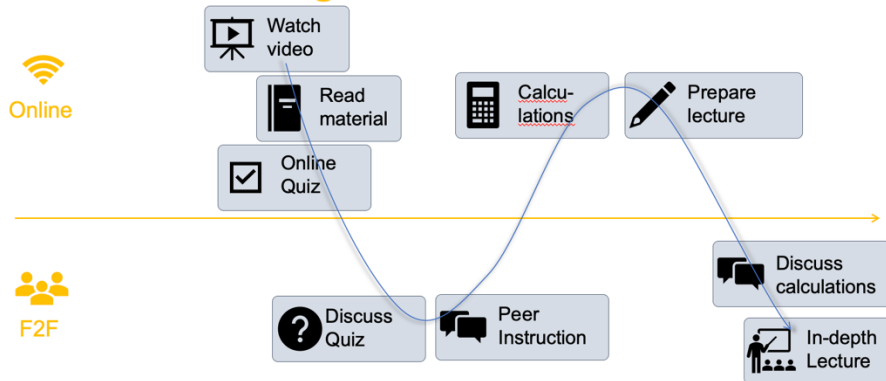 Watch
video
Online
Read
material
Calcu-
lations
Prepare
lecture
Online
Quiz
F2F
Discuss
Quiz
Peer
Instruction
Discuss
calculations
In-depth
Lecture